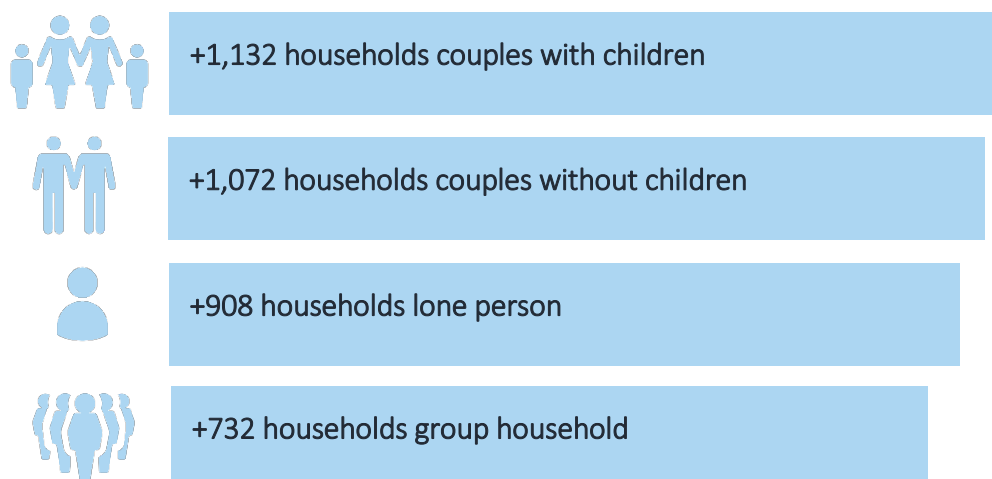 +1,132 households couples with children
+1,072 households couples without children
+908 households lone person
+732 households group household